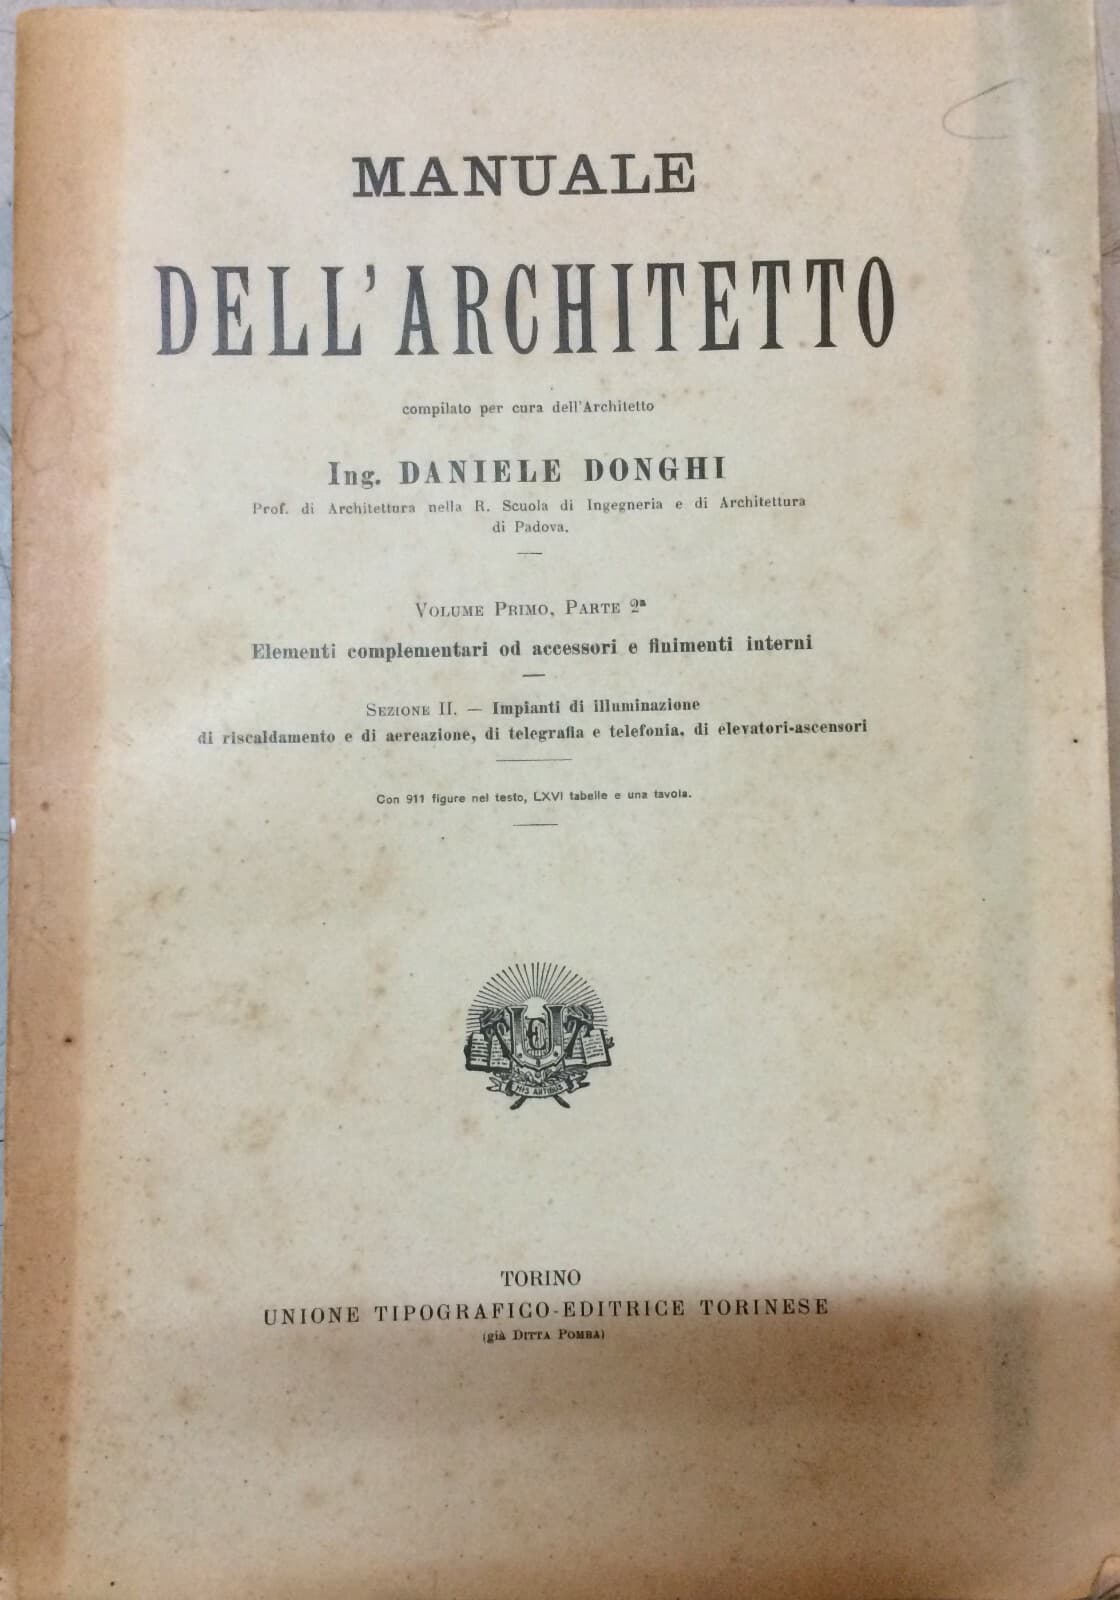 MANUALE
DELL'ARCHITETTO
compilato per cura dell'Architetto
Ing. DANIELE DONGHI
Prof. di Architettura nella R. Scuola di Ingegneria e di Architettura
di Padova.
VOLUME PRIMO, PARTE 2ª
Elementi complementari od accessori e finimenti interni
SEZIONE II. — Impianti di illuminazione
di riscaldamento e di aereazione, di telegrafia e telefonia, di elevatori-ascensori
Con 911 figure nel testo, LXVI tabelle e una tavola.
UTET
HIS ARTIBUS
TORINO
UNIONE TIPOGRAFICO-EDITRICE TORINESE
(già DITTA POMBA)